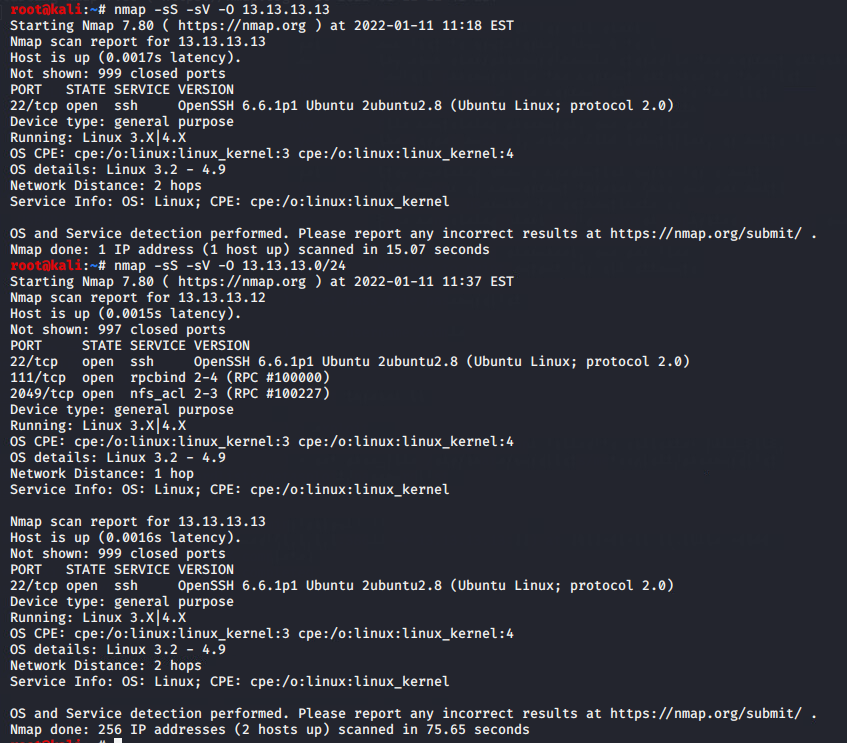 root@kali:~# nmap -sS -sV -O 13.13.13.13
Starting Nmap 7.80 ( https://nmap.org ) at 2022-01-11 11:18 EST
Nmap scan report for 13.13.13.13
Host is up (0.0017s latency).
Not shown: 999 closed ports
PORT   STATE SERVICE VERSION
22/tcp open  ssh     OpenSSH 6.6.1p1 Ubuntu 2ubuntu2.8 (Ubuntu Linux; protocol 2.0)
Device type: general purpose
Running: Linux 3.X|4.X
OS CPE: cpe:/o:linux:linux_kernel:3 cpe:/o:linux:linux_kernel:4
OS details: Linux 3.2 - 4.9
Network Distance: 2 hops
Service Info: OS: Linux; CPE: cpe:/o:linux:linux_kernel

OS and Service detection performed. Please report any incorrect results at https://nmap.org/submit/ .
Nmap done: 1 IP address (1 host up) scanned in 15.07 seconds
root@kali:~# nmap -sS -sV -O 13.13.13.0/24
Starting Nmap 7.80 ( https://nmap.org ) at 2022-01-11 11:37 EST
Nmap scan report for 13.13.13.12
Host is up (0.0015s latency).
Not shown: 997 closed ports
PORT     STATE SERVICE VERSION
22/tcp   open  ssh     OpenSSH 6.6.1p1 Ubuntu 2ubuntu2.8 (Ubuntu Linux; protocol 2.0)
111/tcp  open  rpcbind 2-4 (RPC #100000)
2049/tcp open  nfs_acl 2-3 (RPC #100227)
Device type: general purpose
Running: Linux 3.X|4.X
OS CPE: cpe:/o:linux:linux_kernel:3 cpe:/o:linux:linux_kernel:4
OS details: Linux 3.2 - 4.9
Network Distance: 1 hop
Service Info: OS: Linux; CPE: cpe:/o:linux:linux_kernel

Nmap scan report for 13.13.13.13
Host is up (0.0016s latency).
Not shown: 999 closed ports
PORT   STATE SERVICE VERSION
22/tcp open  ssh     OpenSSH 6.6.1p1 Ubuntu 2ubuntu2.8 (Ubuntu Linux; protocol 2.0)
Device type: general purpose
Running: Linux 3.X|4.X
OS CPE: cpe:/o:linux:linux_kernel:3 cpe:/o:linux:linux_kernel:4
OS details: Linux 3.2 - 4.9
Network Distance: 2 hops
Service Info: OS: Linux; CPE: cpe:/o:linux:linux_kernel

OS and Service detection performed. Please report any incorrect results at https://nmap.org/submit/ .
Nmap done: 256 IP addresses (2 hosts up) scanned in 75.65 seconds